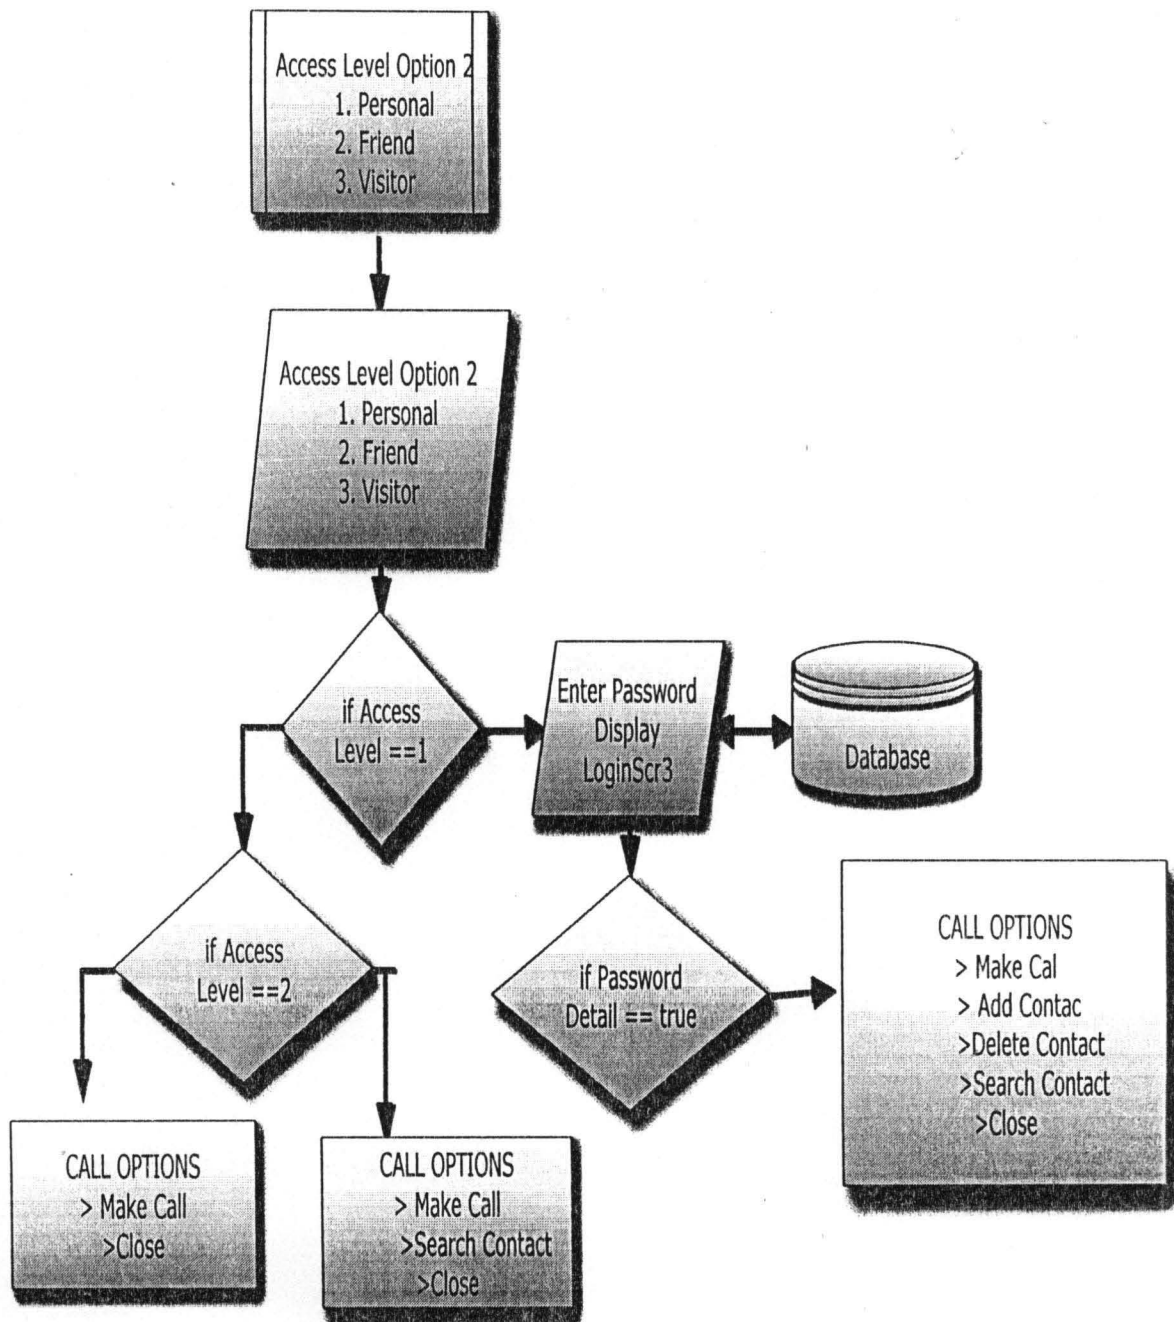 Access Level Option 2
1. Personal
2. Friend
3. Visitor
Access Level Option 2
1. Personal
2. Friend
3. Visitor
if Access
Level ==1
Enter Password
Display
LoginScr3
Database
if Access
Level ==2
if Password
Detail == true
CALL OPTIONS
> Make Cal
> Add Contac
>Delete Contact
>Search Contact
>Close
CALL OPTIONS
> Make Call
>Close
CALL OPTIONS
> Make Call
>Search Contact
>Close